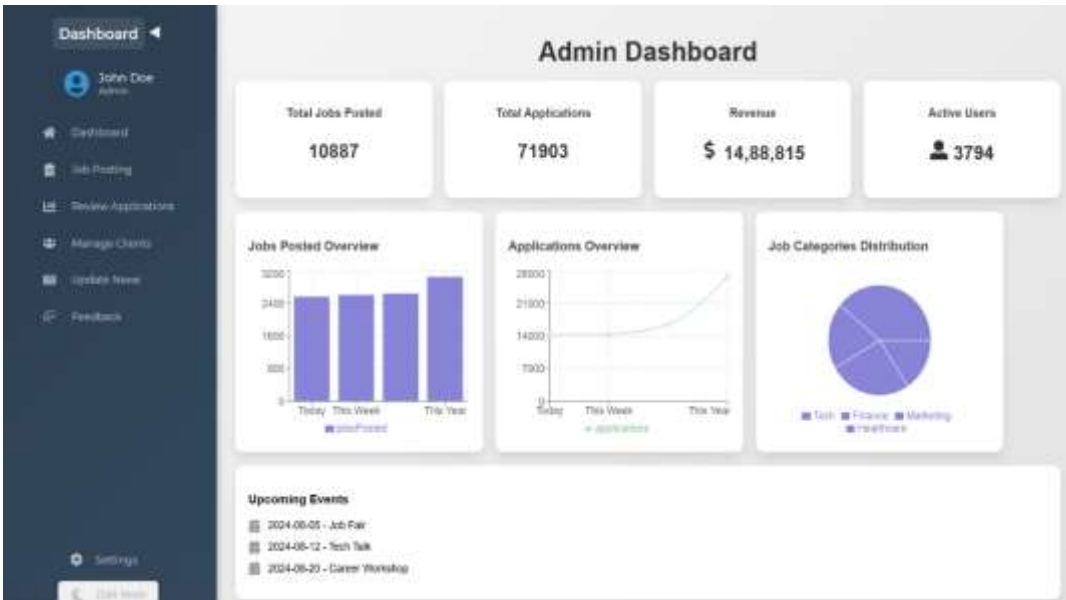 Dashboard
John Doe
Admin
Dashboard
Job Posting
Review Applications
Manage Clients
Update News
Feedback
Settings
Dark Mode
Admin Dashboard
Total Jobs Posted
10887
Total Applications
71903
Revenue
$ 14,88,815
Active Users
3794
Jobs Posted Overview
3200
2400
1600
800
0
Today This Week This Year
jobsPosted
Applications Overview
28000
21000
14000
7000
0
Today This Week This Year
applications
Job Categories Distribution
Tech Finance Marketing
Healthcare
Upcoming Events
2024-08-05 - Job Fair
2024-08-12 - Tech Talk
2024-08-20 - Career Workshop